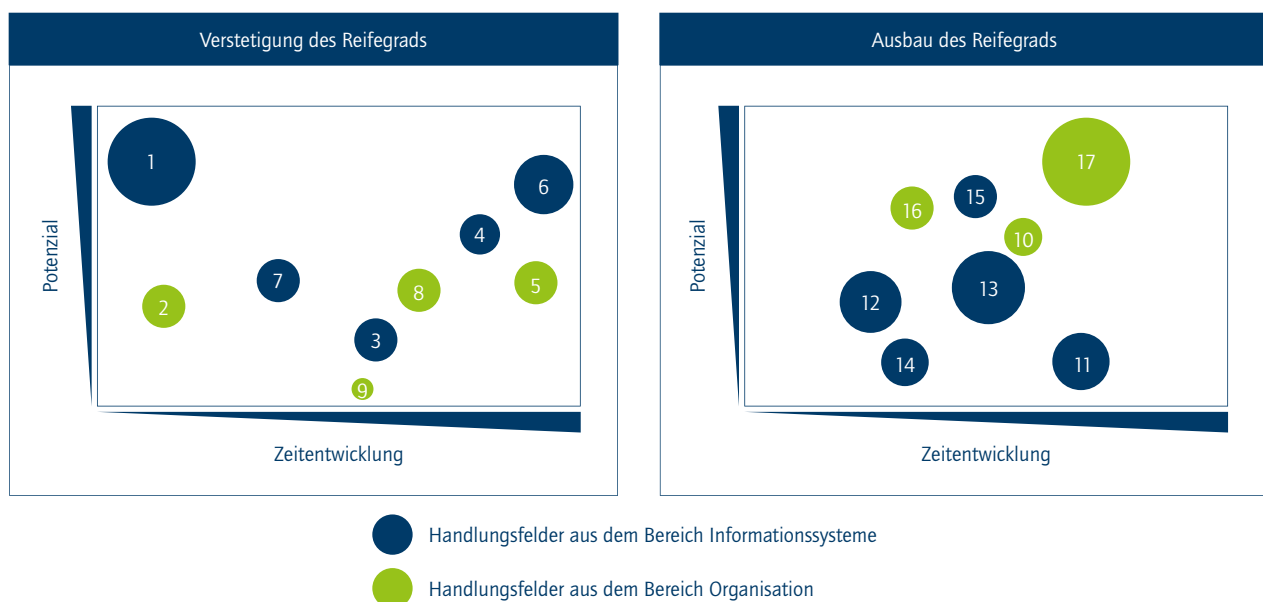 Verstetigung des Reifegrads
Potenzial
1
6
4
7
8
5
2
3
9
Zeitentwicklung
Ausbau des Reifegrads
Potenzial
17
15
16
10
13
12
14
11
Zeitentwicklung
Handlungsfelder aus dem Bereich Informationssysteme
Handlungsfelder aus dem Bereich Organisation